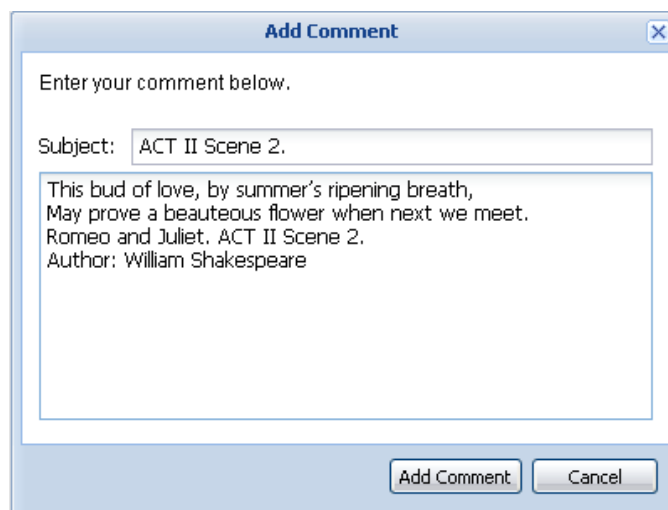 Add Comment
Enter your comment below.
Subject: ACT II Scene 2.
This bud of love, by summer's ripening breath,
May prove a beauteous flower when next we meet.
Romeo and Juliet. ACT II Scene 2.
Author: William Shakespeare
Add Comment Cancel